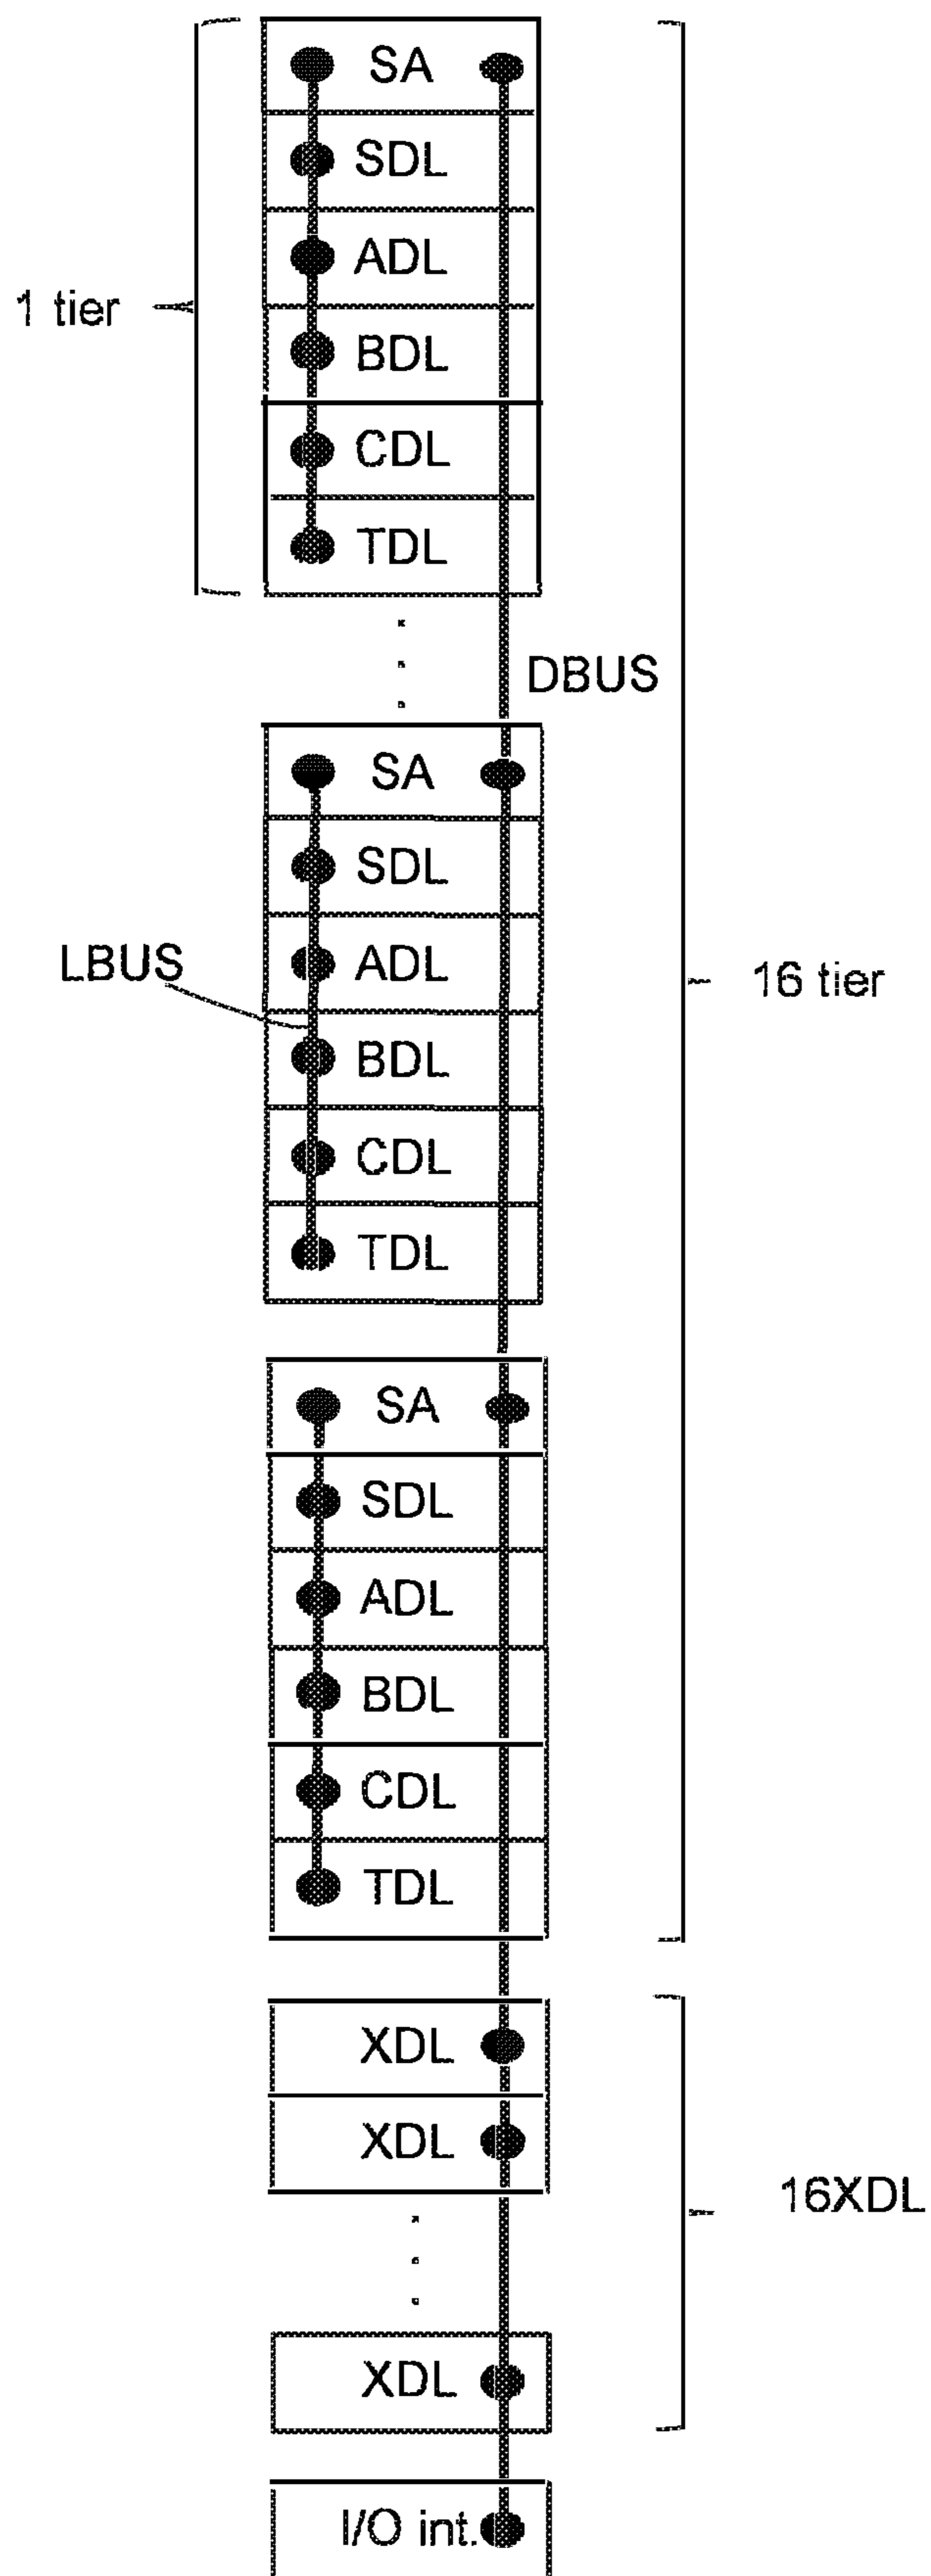 SA
SDL
ADL
1 tier
BDL
CDL
TDL
DBUS
SA
SDL
LBUS
ADL
16 tier
BDL
CDL
TDL
SA
SDL
ADL
BDL
CDL
TDL
XDL
XDL
16XDL
XDL
I/O int.